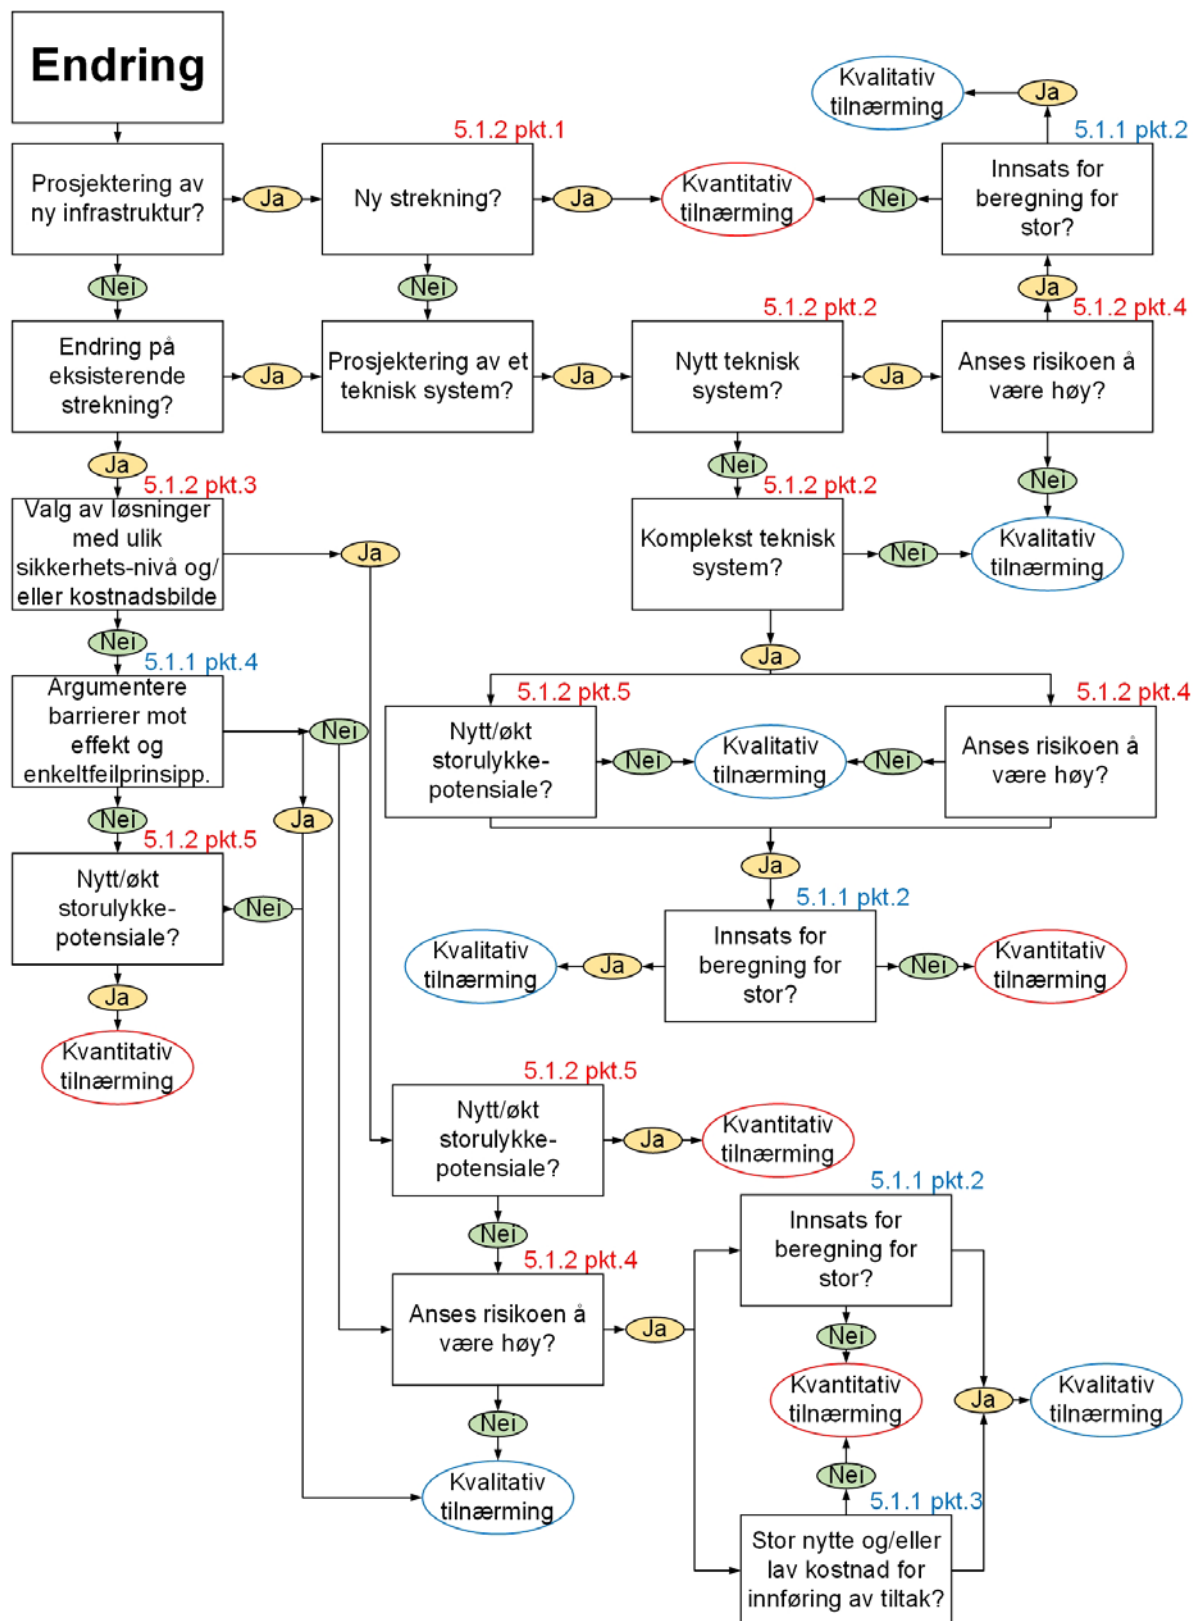 Endring
Kvalitativ
tilnærming
Ja
5.1.2 pkt.1
5.1.1 pkt.2
Prosjektering av
ny infrastruktur?
Ja
Ny strekning?
Ja
Kvantitativ
tilnærming
Nei
Innsats for
beregning for
stor?
Nei
Nei
Ja
5.1.2 pkt.2
5.1.2 pkt.4
Endring på
eksisterende
strekning?
Ja
Prosjektering av et
teknisk system?
Ja
Nytt teknisk
system?
Ja
Anses risikoen å
være høy?
Ja
Nei
Nei
5.1.2 pkt.3
5.1.2 pkt.2
Valg av løsninger
med ulik
sikkerhets-nivå og/
eller kostnadsbilde
Ja
Komplekst teknisk
system?
Nei
Kvalitativ
tilnærming
Nei
Ja
5.1.1 pkt.4
5.1.2 pkt.5
5.1.2 pkt.4
Argumentere
barrierer mot
effekt og
enkeltfeilprinsipp.
Nei
Nytt/økt
storulykke-
potensiale?
Nei
Kvalitativ
tilnærming
Nei
Anses risikoen å
være høy?
Nei
Ja
5.1.2 pkt.5
Ja
Nytt/økt
storulykke-
potensiale?
Nei
5.1.1 pkt.2
Kvalitativ
tilnærming
Ja
Innsats for
beregning for
stor?
Nei
Kvantitativ
tilnærming
Ja
Kvantitativ
tilnærming
5.1.2 pkt.5
Nytt/økt
storulykke-
potensiale?
Ja
Kvantitativ
tilnærming
Nei
5.1.1 pkt.2
5.1.2 pkt.4
Innsats for
beregning for
stor?
Anses risikoen å
være høy?
Ja
Nei
Kvantitativ
tilnærming
Ja
Kvalitativ
tilnærming
Nei
Nei
Kvalitativ
tilnærming
5.1.1 pkt.3
Stor nytte og/eller
lav kostnad for
innføring av tiltak?